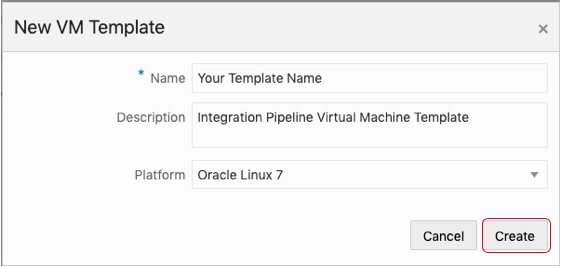 New VM Template ×
* Name Your Template Name
Description Integration Pipeline Virtual Machine Template
Platform Oracle Linux 7
Cancel Create